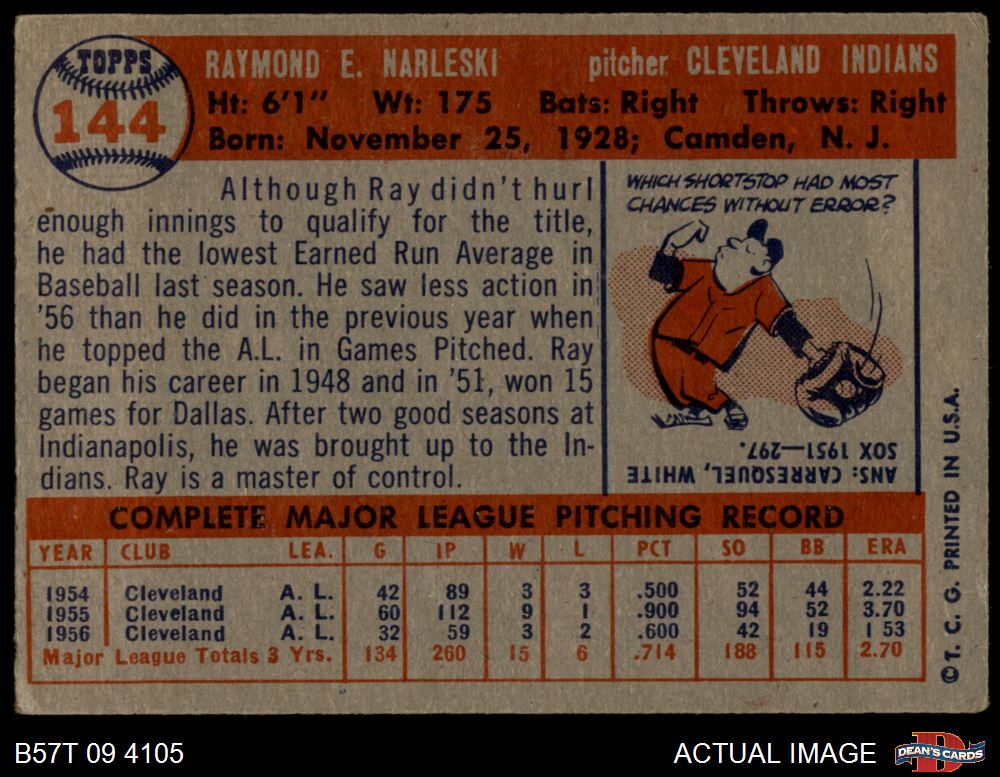 TOPPS
144
RAYMOND E. NARLESKI pitcher CLEVELAND INDIANS
Ht: 6'1" Wt: 175 Bats: Right Throws: Right
Born: November 25, 1928; Camden, N. J.
Although Ray didn't hurl
enough innings to qualify for the title,
he had the lowest Earned Run Average in
Baseball last season. He saw less action in
'56 than he did in the previous year when
he topped the A.L. in Games Pitched. Ray
began his career in 1948 and in '51, won 15
games for Dallas. After two good seasons at
Indianapolis, he was brought up to the In-
dians. Ray is a master of control.
WHICH SHORTSTOP HAD MOST
CHANCES WITHOUT ERROR?
ANS: CARRESQUEL, WHITE
SOX 1951—297.
COMPLETE MAJOR LEAGUE PITCHING RECORD
YEAR CLUB LEA. G IP W L PCT SO BB ERA
1954 Cleveland A. L. 42 89 3 3 .500 52 44 2.22
1955 Cleveland A. L. 60 112 9 1 .900 94 52 3.70
1956 Cleveland A. L. 32 59 3 2 .600 42 19 1 53
Major League Totals 3 Yrs. 134 260 15 6 .714 188 115 2.70
© T. C. G. PRINTED IN U.S.A.
B57T 09 4105 ACTUAL IMAGE
D
DEAN'S CARDS